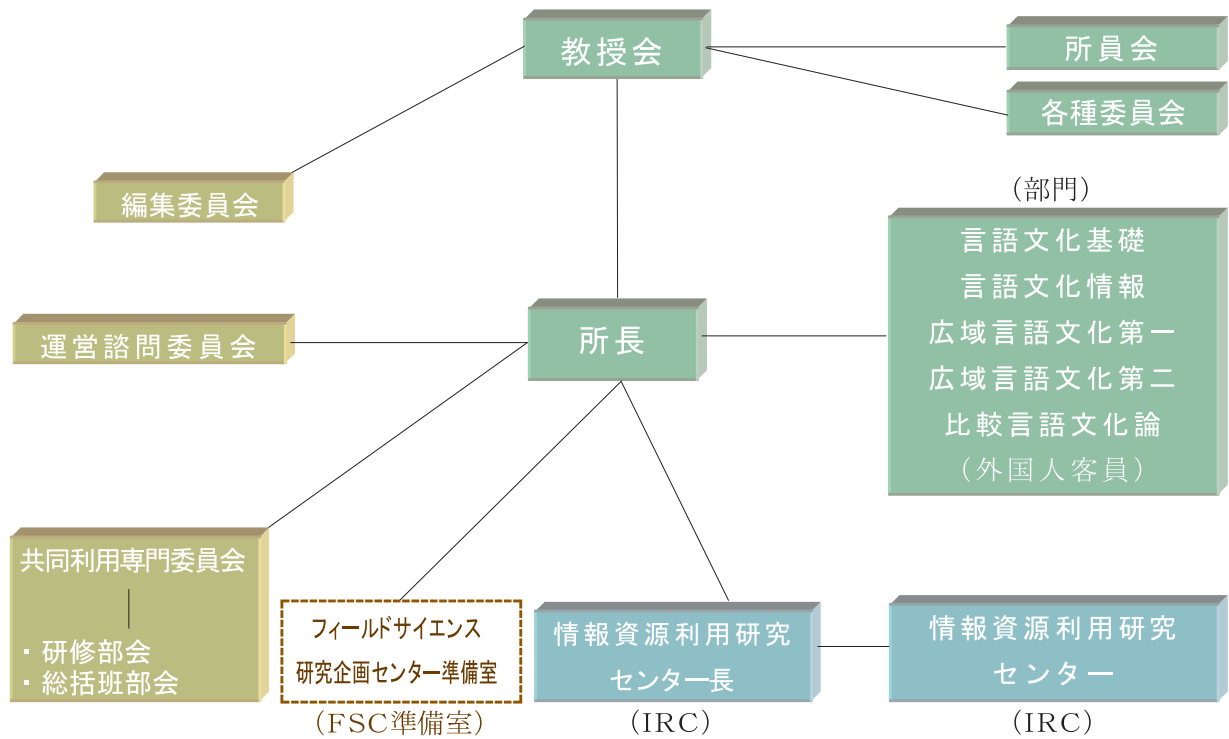 教授会
所員会
各種委員会
編集委員会
（部門）
言語文化基礎
言語文化情報
広域言語文化第一
広域言語文化第二
比較言語文化論
（外国人客員）
運営諮問委員会
所長
共同利用専門委員会
・研修部会
・総括班部会
フィールドサイエンス
研究企画センター準備室
（FSC準備室）
情報資源利用研究
センター長
（IRC）
情報資源利用研究
センター
（IRC）